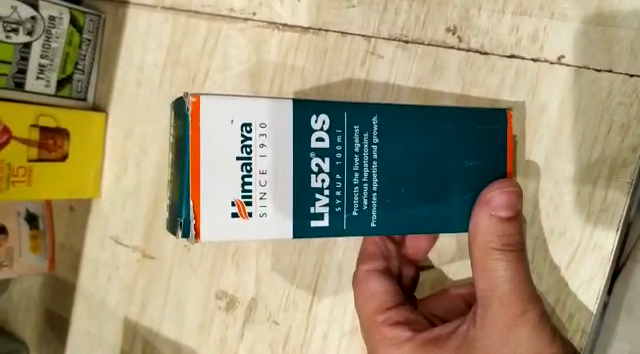 Himalaya
SINCE 1930
Liv.52® DS
SYRUP 100ml
Protects the liver against
various hepatotoxins.
Promotes appetite and growth.
THE SIDHPUR
15